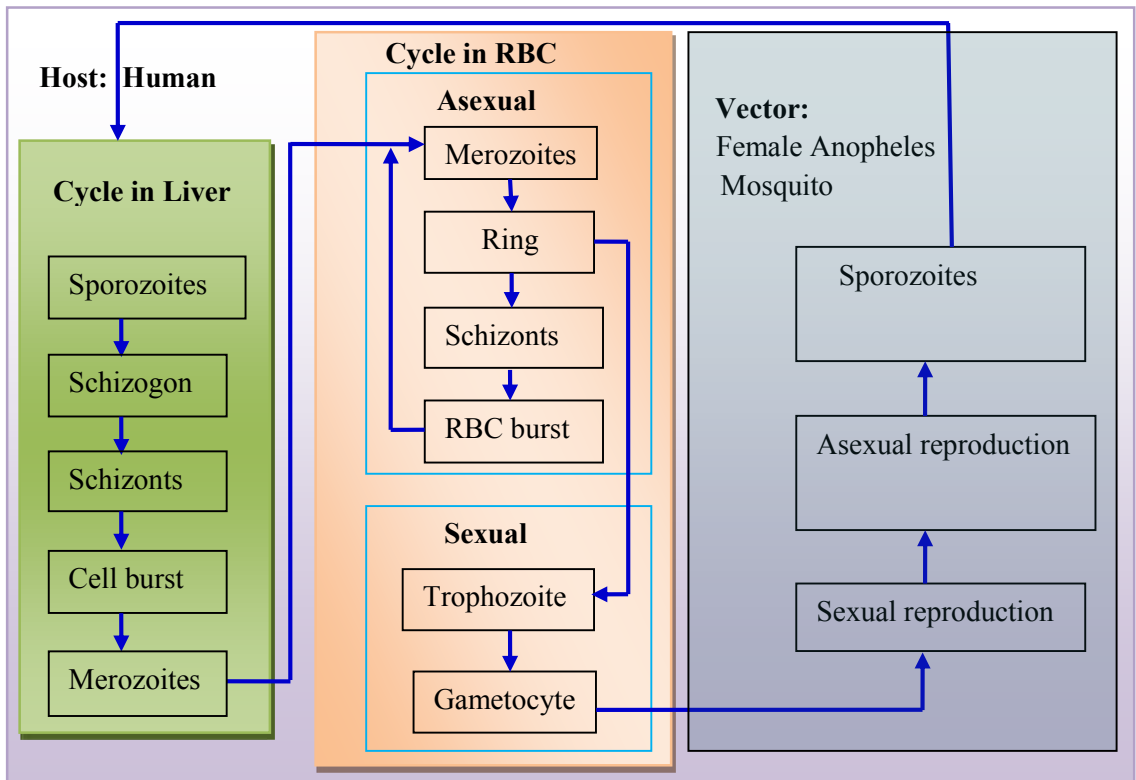 Host: Human
Cycle in Liver
Sporozoites
Schizogon
Schizonts
Cell burst
Merozoites
Cycle in RBC
Asexual
Merozoites
Ring
Schizonts
RBC burst
Sexual
Trophozoite
Gametocyte
Vector:
Female Anopheles
Mosquito
Sporozoites
Asexual reproduction
Sexual reproduction